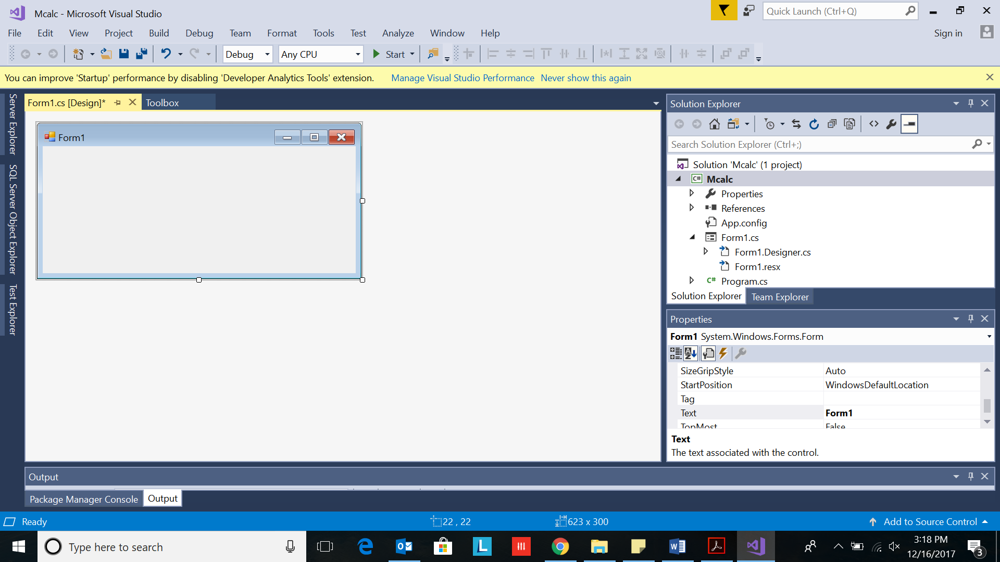 Mcalc - Microsoft Visual Studio
Quick Launch (Ctrl+Q)
File Edit View Project Build Debug Team Format Tools Test Analyze Window Help
Sign in
Debug Any CPU Start
You can improve 'Startup' performance by disabling 'Developer Analytics Tools' extension. Manage Visual Studio Performance Never show this again
Server Explorer
SQL Server Object Explorer
Test Explorer
Form1.cs [Design]* Toolbox
Form1
Solution Explorer
Search Solution Explorer (Ctrl+;)
Solution 'Mcalc' (1 project)
C# Mcalc
Properties
References
App.config
Form1.cs
Form1.Designer.cs
Form1.resx
C# Program.cs
Solution Explorer Team Explorer
Properties
Form1 System.Windows.Forms.Form
SizeGripStyle Auto
StartPosition WindowsDefaultLocation
Tag
Text Form1
TopMost False
Text
The text associated with the control.
Output
Package Manager Console Output
Ready 22 , 22 623 x 300 Add to Source Control
Type here to search
3:18 PM
12/16/2017
3